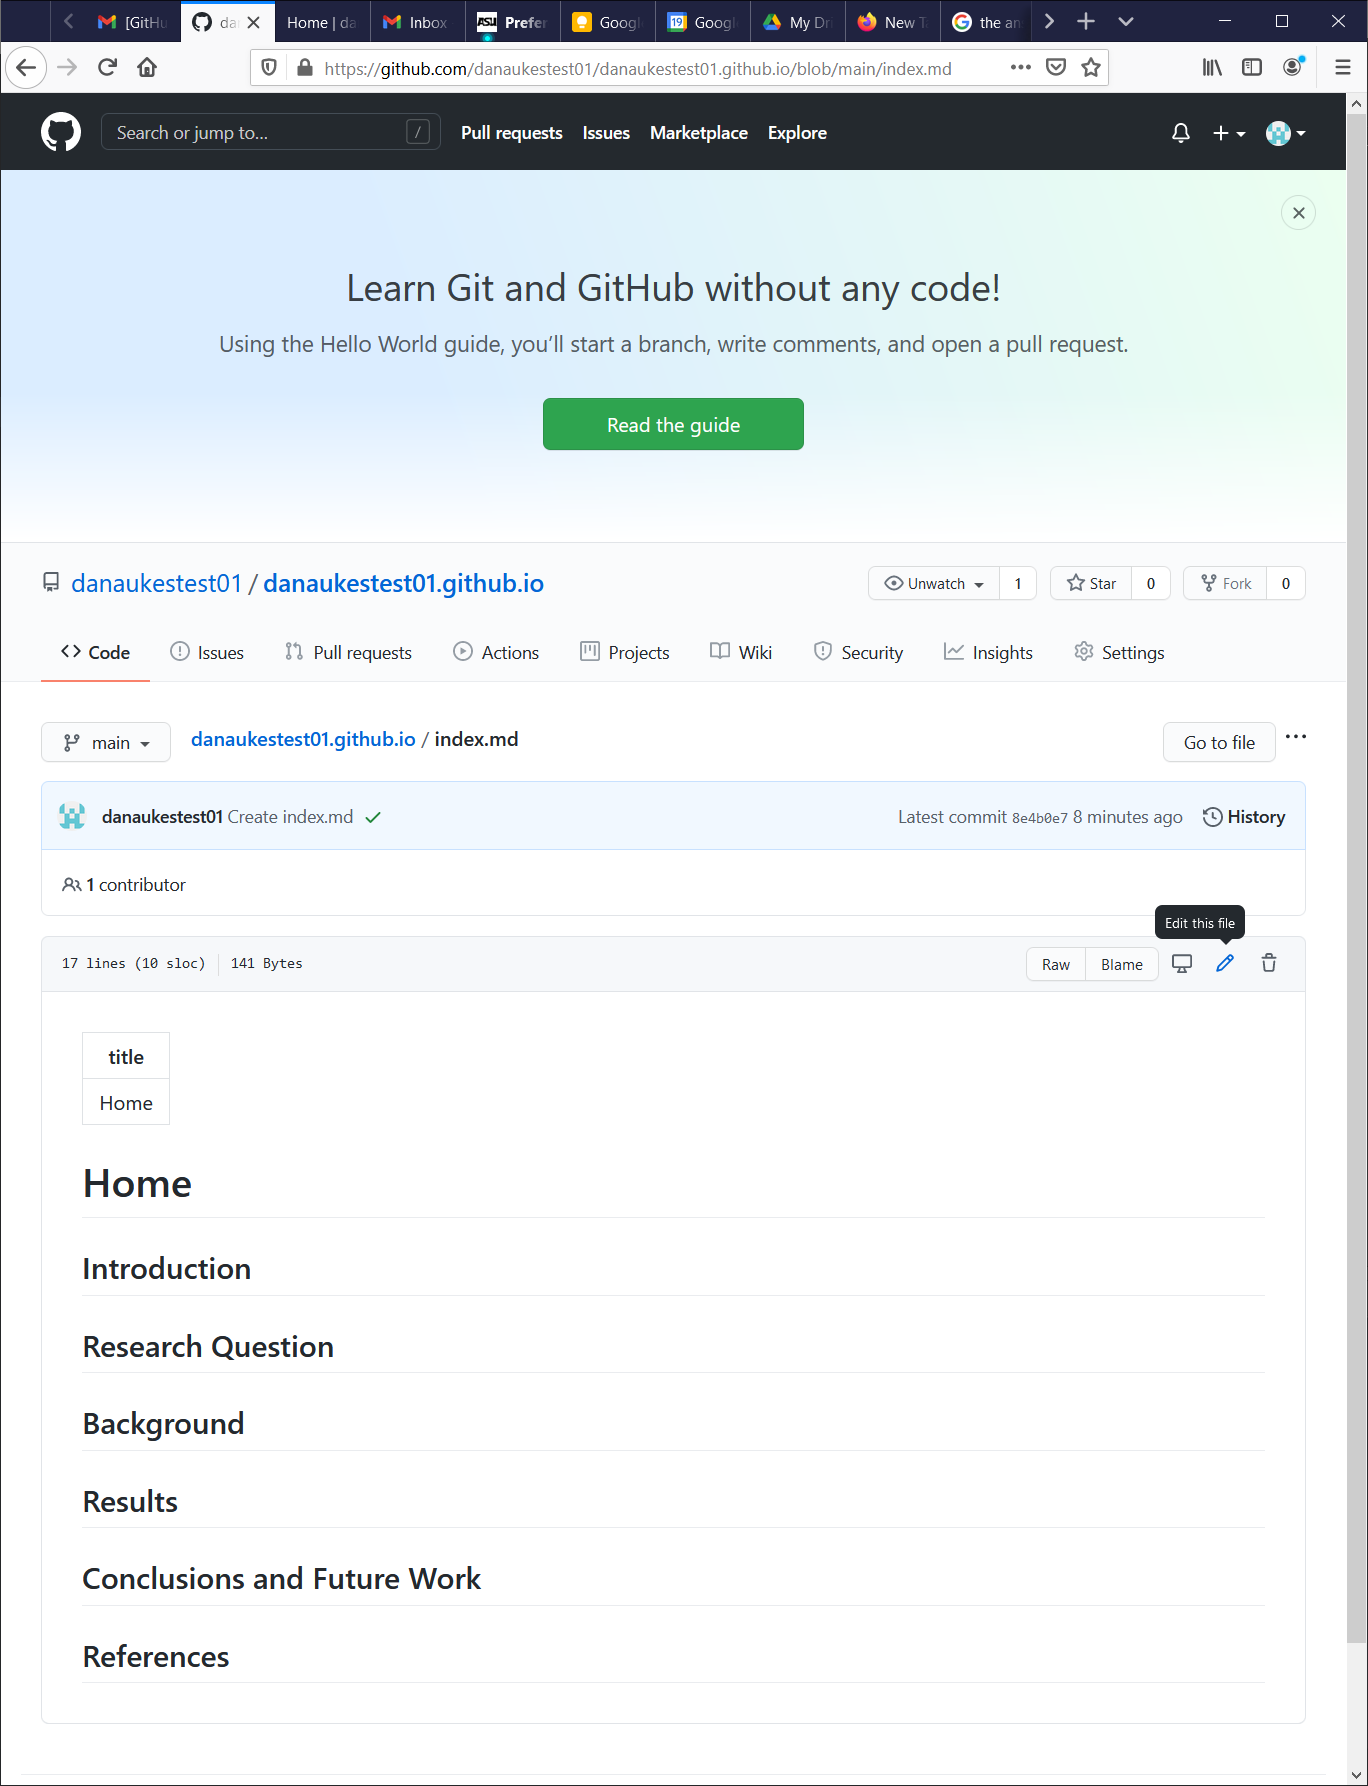 [GitHu
da
Home | da
Inbox
ASU Prefer
Googl
19 Googl
My Dri
New T
the an
https://github.com/danaukestest01/danaukestest01.github.io/blob/main/index.md
Search or jump to... /
Pull requests Issues Marketplace Explore
Learn Git and GitHub without any code!
Using the Hello World guide, you’ll start a branch, write comments, and open a pull request.
Read the guide
danaukestest01 / danaukestest01.github.io
Unwatch 1 Star 0 Fork 0
Code Issues Pull requests Actions Projects Wiki Security Insights Settings
main danaukestest01.github.io / index.md Go to file
danaukestest01 Create index.md Latest commit 8e4b0e7 8 minutes ago History
1 contributor
Edit this file
17 lines (10 sloc) 141 Bytes Raw Blame
title
Home
Home
Introduction
Research Question
Background
Results
Conclusions and Future Work
References